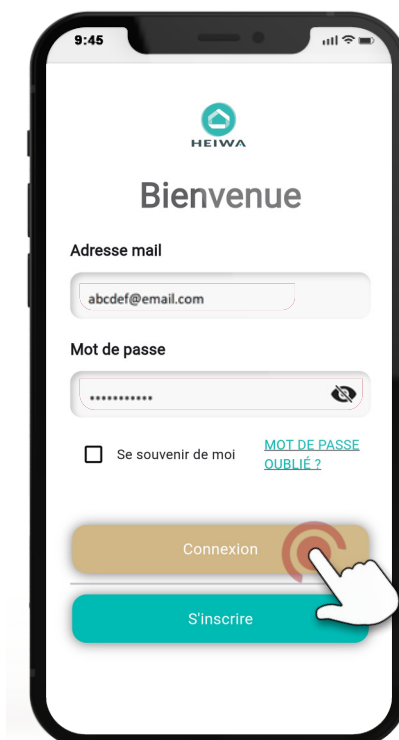 9:45
HEIWA
Bienvenue
Adresse mail
abcdef@email.com
Mot de passe
•••••••••••
Se souvenir de moi
MOT DE PASSE
OUBLIÉ ?
Connexion
S'inscrire